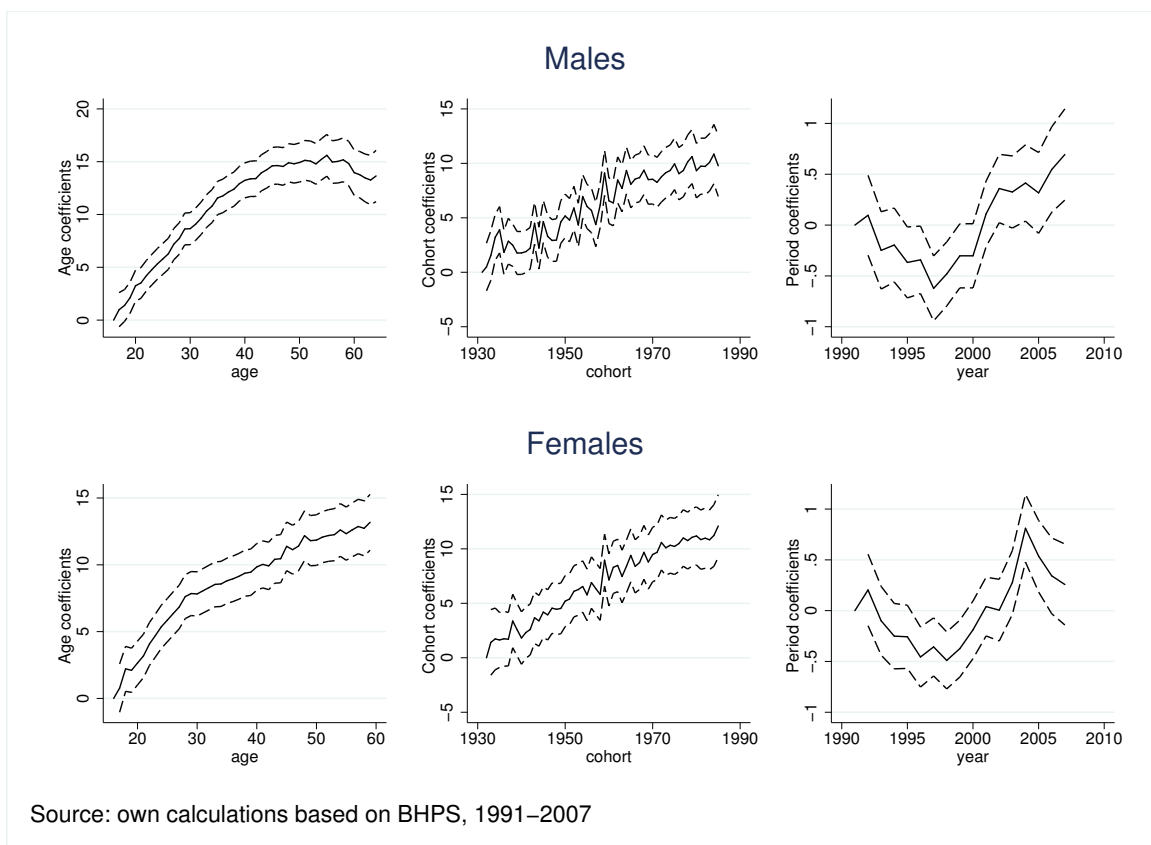 Males
Age coefficients
0 5 10 15 20
20 30 40 50 60
age
Cohort coefficients
−5 0 5 10 15
1930 1950 1970 1990
cohort
Period coefficients
−1 −.5 0 .5 1
1990 1995 2000 2005 2010
year
Females
Age coefficients
0 5 10 15
20 30 40 50 60
age
Cohort coefficients
−5 0 5 10 15
1930 1950 1970 1990
cohort
Period coefficients
−1 −.5 0 .5 1
1990 1995 2000 2005 2010
year
Source: own calculations based on BHPS, 1991−2007